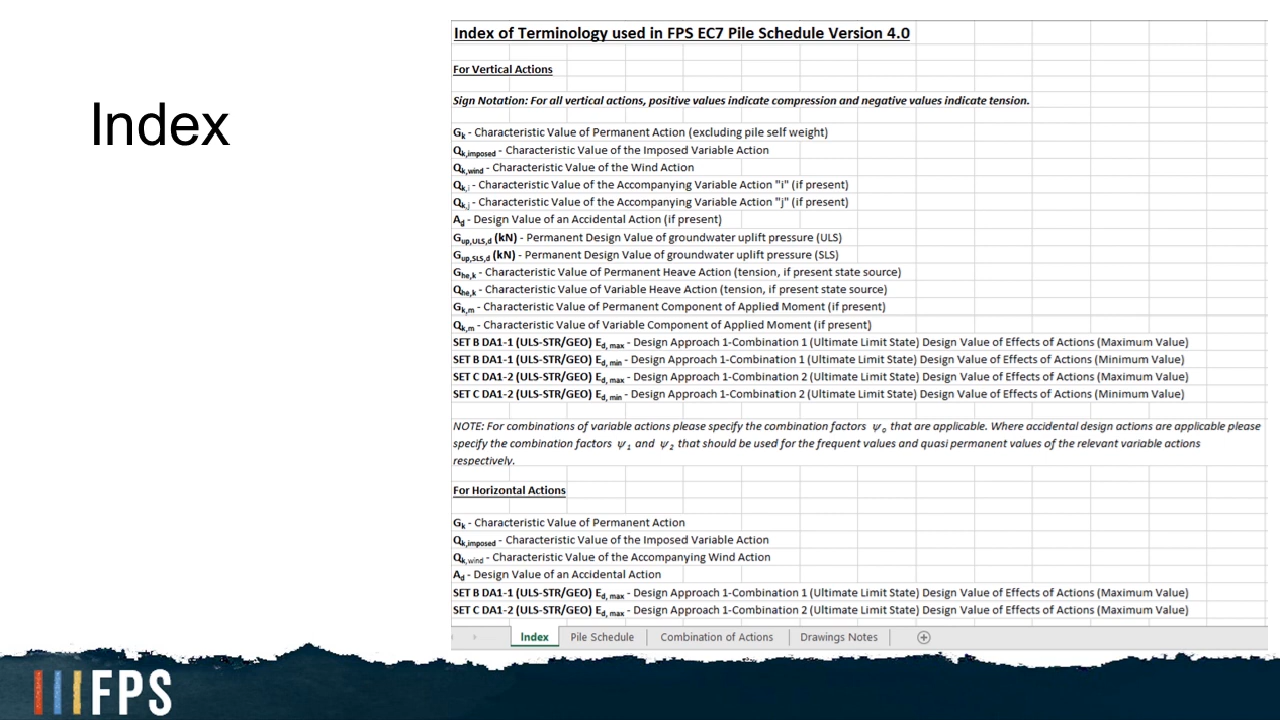 Index
Index of Terminology used in FPS EC7 Pile Schedule Version 4.0
For Vertical Actions
Sign Notation: For all vertical actions, positive values indicate compression and negative values indicate tension.
Gk - Characteristic Value of Permanent Action (excluding pile self weight)
Qk,imposed - Characteristic Value of the Imposed Variable Action
Qk,wind - Characteristic Value of the Wind Action
Qk,i - Characteristic Value of the Accompanying Variable Action "i" (if present)
Qk,j - Characteristic Value of the Accompanying Variable Action "j" (if present)
Ad - Design Value of an Accidental Action (if present)
Gup,ULS,d (kN) - Permanent Design Value of groundwater uplift pressure (ULS)
Gup,SLS,d (kN) - Permanent Design Value of groundwater uplift pressure (SLS)
Ghe,k - Characteristic Value of Permanent Heave Action (tension, if present state source)
Qhe,k - Characteristic Value of Variable Heave Action (tension, if present state source)
Gk,m - Characteristic Value of Permanent Component of Applied Moment (if present)
Qk,m - Characteristic Value of Variable Component of Applied Moment (if present)
SET B DA1-1 (ULS-STR/GEO) Ed, max - Design Approach 1-Combination 1 (Ultimate Limit State) Design Value of Effects of Actions (Maximum Value)
SET B DA1-1 (ULS-STR/GEO) Ed, min - Design Approach 1-Combination 1 (Ultimate Limit State) Design Value of Effects of Actions (Minimum Value)
SET C DA1-2 (ULS-STR/GEO) Ed, max - Design Approach 1-Combination 2 (Ultimate Limit State) Design Value of Effects of Actions (Maximum Value)
SET C DA1-2 (ULS-STR/GEO) Ed, min - Design Approach 1-Combination 2 (Ultimate Limit State) Design Value of Effects of Actions (Minimum Value)
NOTE: For combinations of variable actions please specify the combination factors ψ0 that are applicable. Where accidental design actions are applicable please
specify the combination factors ψ1 and ψ2 that should be used for the frequent values and quasi permanent values of the relevant variable actions
respectively.
For Horizontal Actions
Gk - Characteristic Value of Permanent Action
Qk,imposed - Characteristic Value of the Imposed Variable Action
Qk,wind - Characteristic Value of the Accompanying Wind Action
Ad - Design Value of an Accidental Action
SET B DA1-1 (ULS-STR/GEO) Ed, max - Design Approach 1-Combination 1 (Ultimate Limit State) Design Value of Effects of Actions (Maximum Value)
SET C DA1-2 (ULS-STR/GEO) Ed, max - Design Approach 1-Combination 2 (Ultimate Limit State) Design Value of Effects of Actions (Maximum Value)
Index Pile Schedule Combination of Actions Drawings Notes
FPS